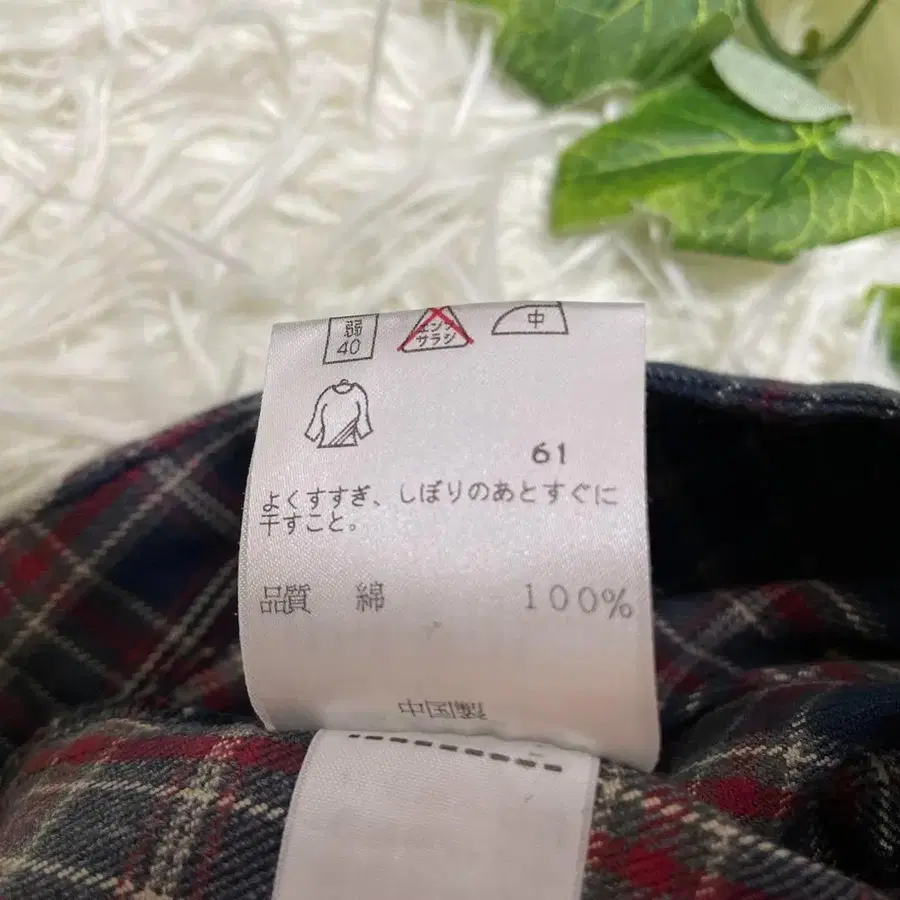 弱 エンソ 中
40 サラシ
61
よくすすぎ、しぼりのあとすぐに
干すこと。
品質 綿 100%
中国製